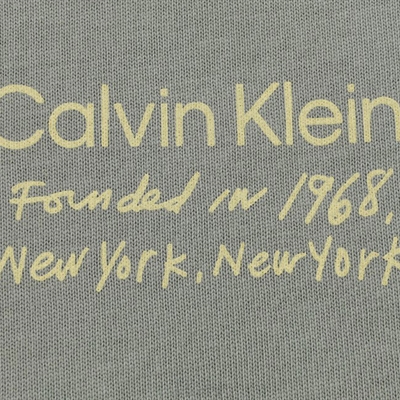 Calvin Klein
Founded in 1968,
New York, New York